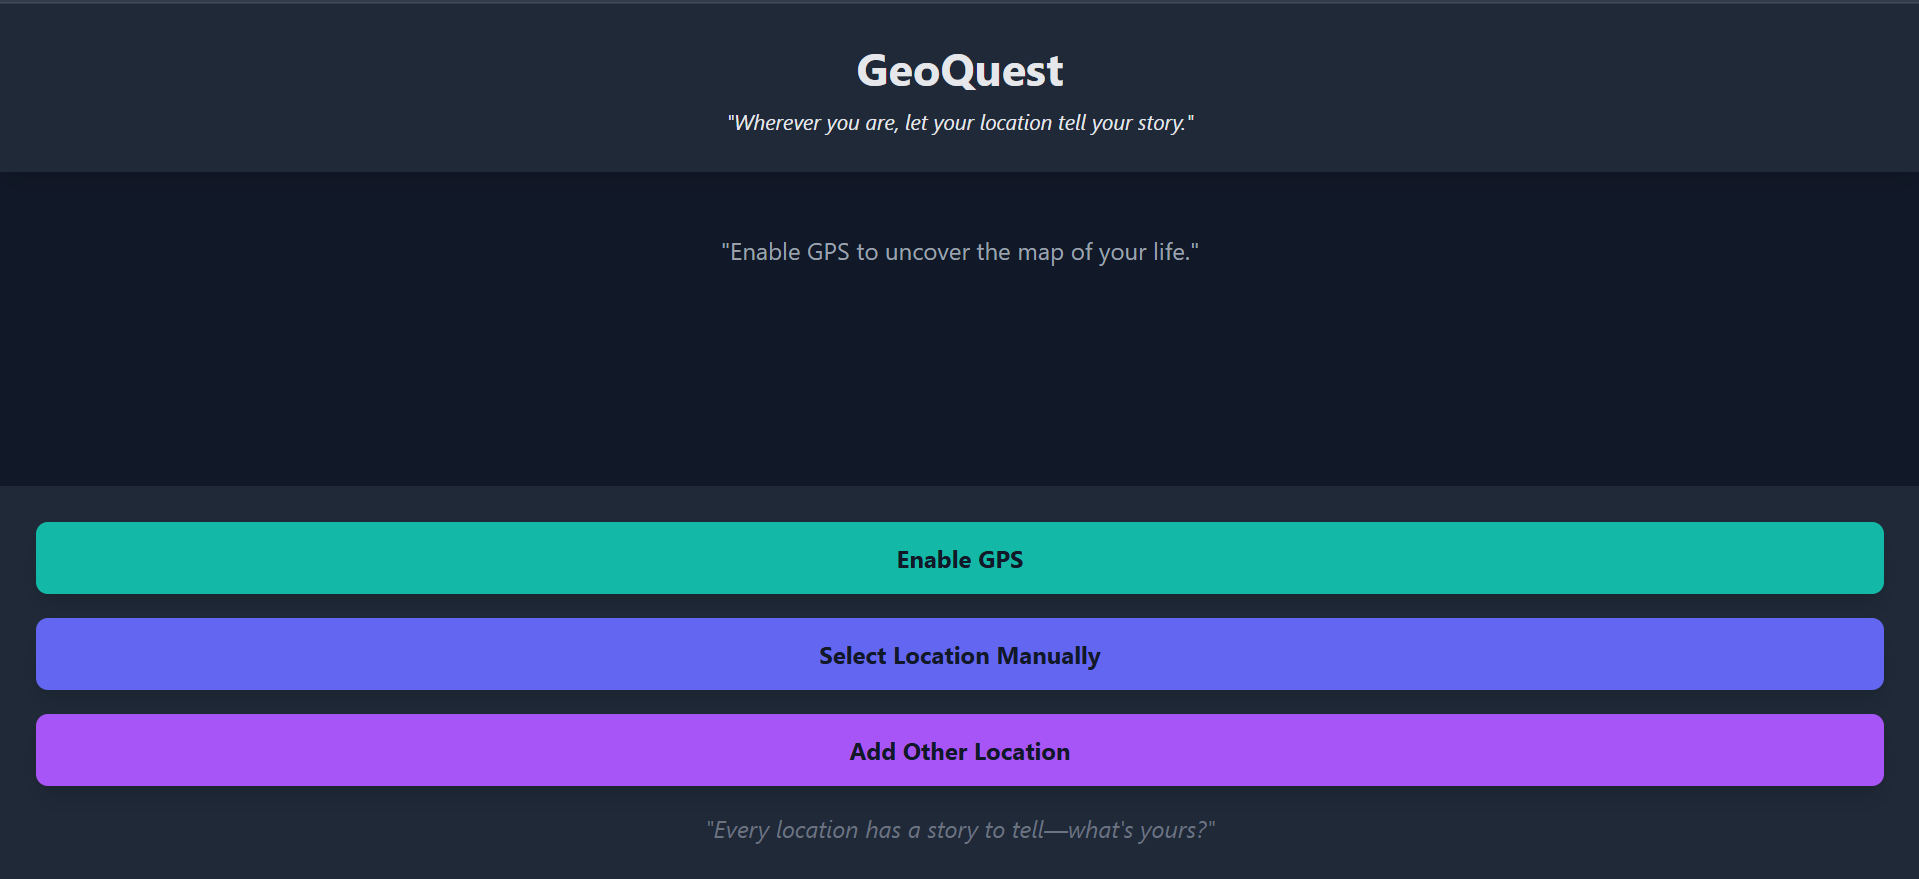 GeoQuest
"Wherever you are, let your location tell your story."
"Enable GPS to uncover the map of your life."
Enable GPS
Select Location Manually
Add Other Location
"Every location has a story to tell—what's yours?"